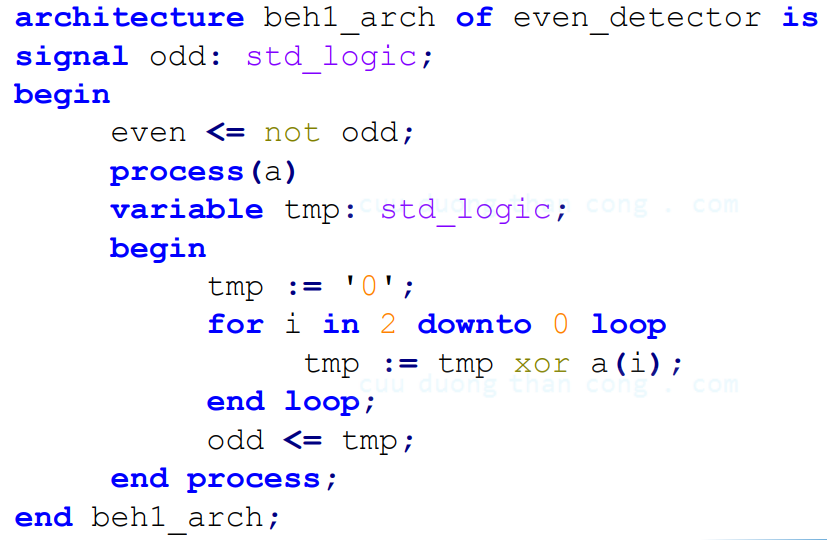 architecture beh1_arch of even_detector is
signal odd: std_logic;
begin
even <= not odd;
process(a)
variable tmp: std_logic;
cuu duong than cong . com
begin
tmp := '0';
for i in 2 downto 0 loop
tmp := tmp xor a(i);
cuu duong than cong . com
end loop;
odd <= tmp;
end process;
end beh1_arch;